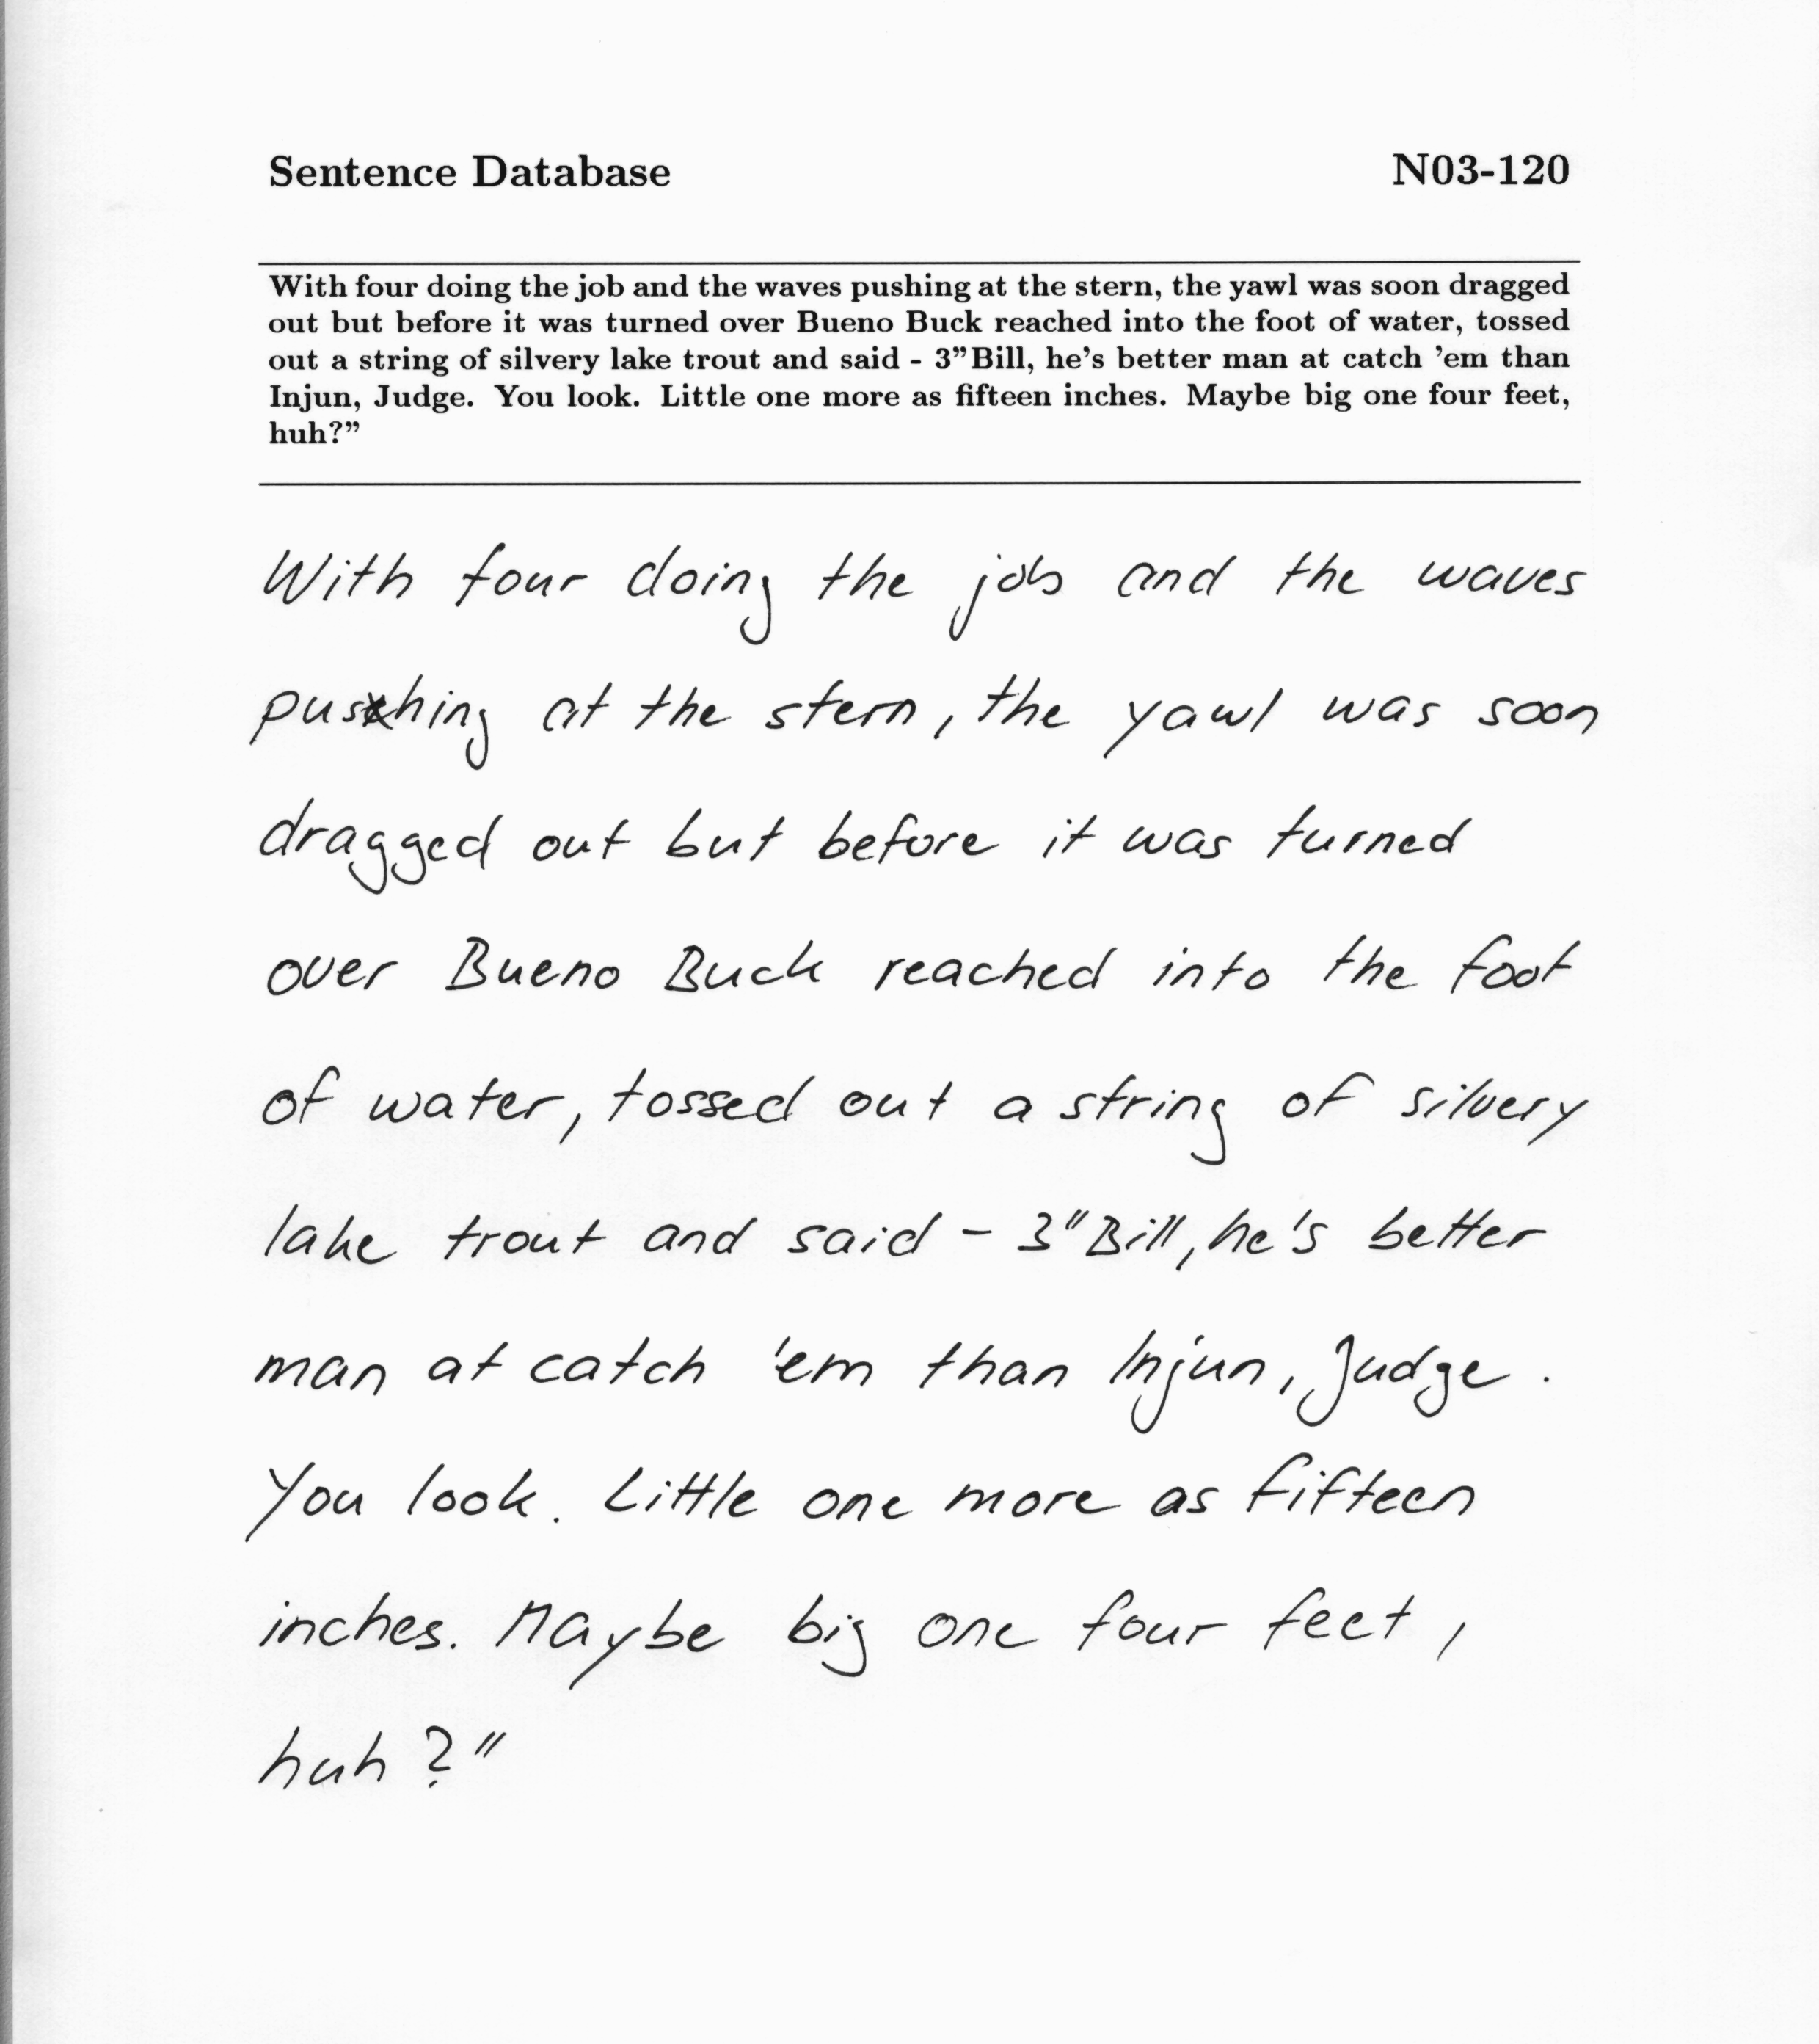 Sentence Database N03-120
With four doing the job and the waves pushing at the stern, the yawl was soon dragged
out but before it was turned over Bueno Buck reached into the foot of water, tossed
out a string of silvery lake trout and said - 3”Bill, he’s better man at catch ’em than
Injun, Judge. You look. Little one more as fifteen inches. Maybe big one four feet,
huh?”
With four doing the job and the waves
pushing at the stern, the yawl was soon
dragged out but before it was turned
over Bueno Buck reached into the foot
of water, tossed out a string of silvery
lake trout and said - 3"Bill, he's better
man at catch 'em than Injun, Judge.
You look. Little one more as fifteen
inches. Maybe big one four feet,
huh?"